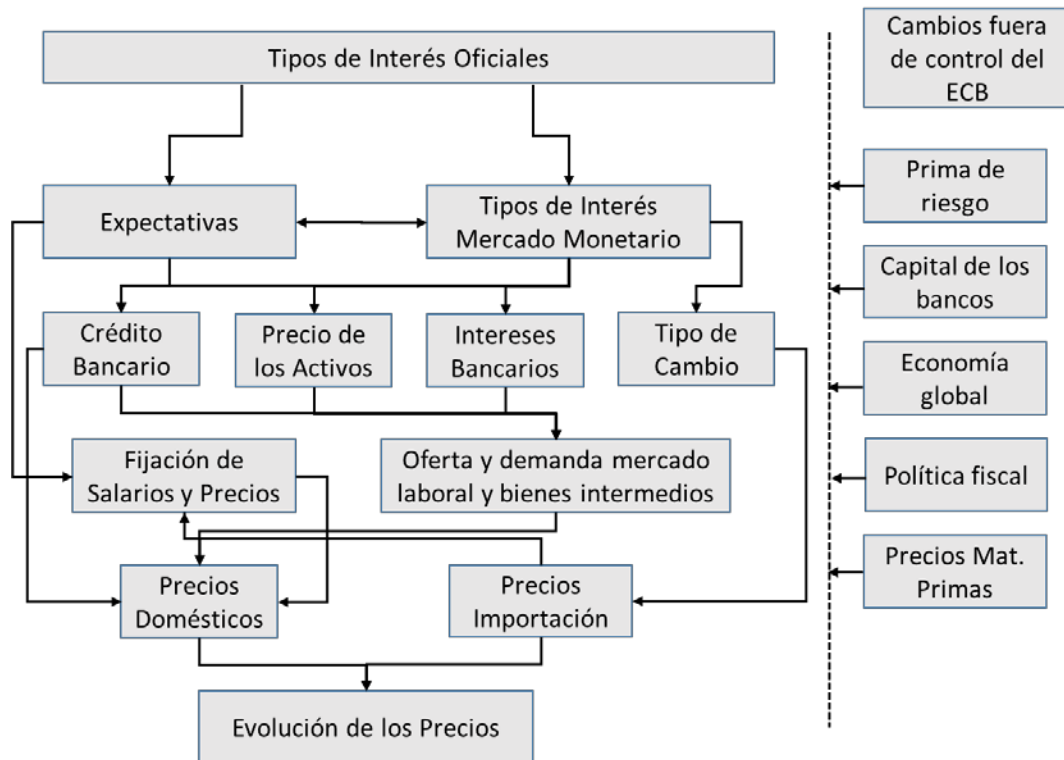 Tipos de Interés Oficiales
Expectativas
Tipos de Interés
Mercado Monetario
Crédito
Bancario
Precio de
los Activos
Intereses
Bancarios
Tipo de
Cambio
Fijación de
Salarios y Precios
Oferta y demanda mercado
laboral y bienes intermedios
Precios
Domésticos
Precios
Importación
Evolución de los Precios
Cambios fuera
de control del
ECB
Prima de
riesgo
Capital de los
bancos
Economía
global
Política fiscal
Precios Mat.
Primas